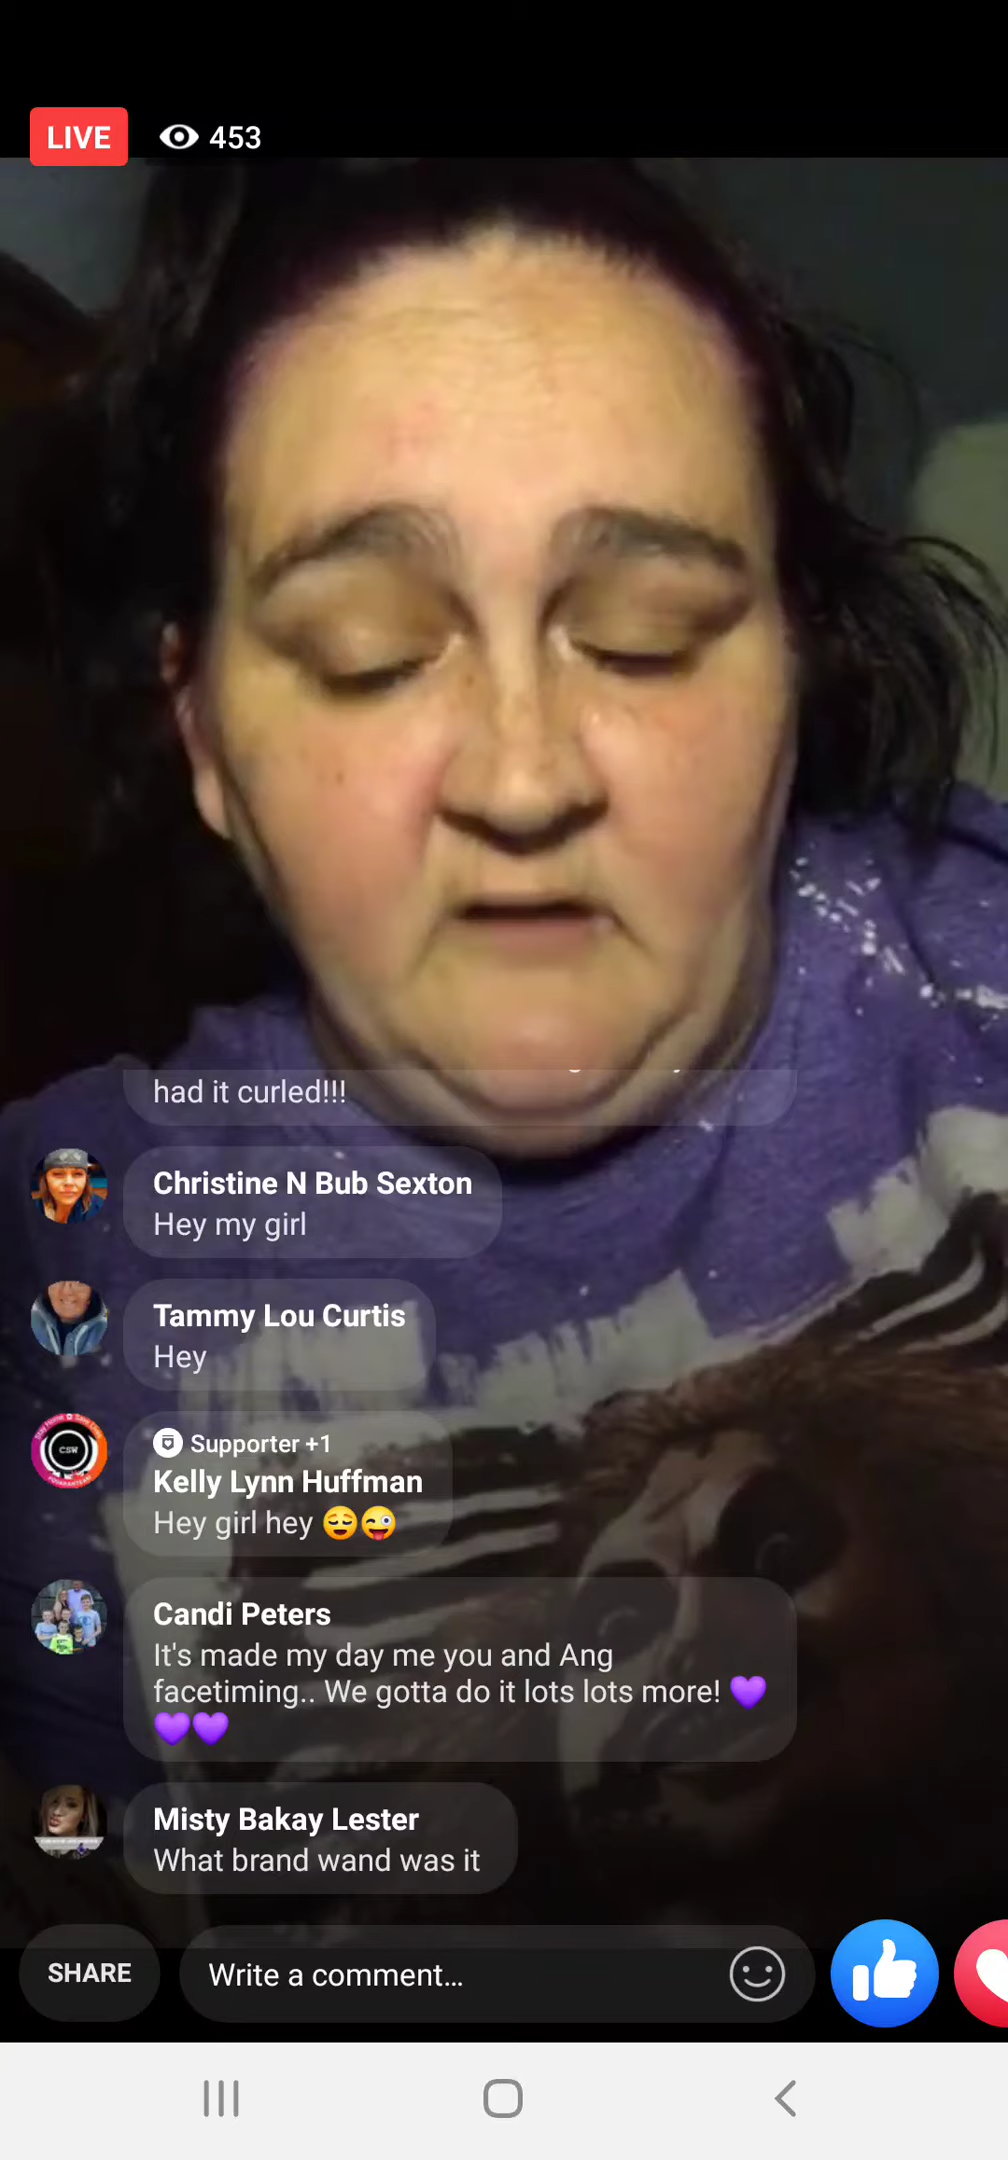 LIVE 453
had it curled!!!
Christine N Bub Sexton
Hey my girl
Tammy Lou Curtis
Hey
Supporter +1
Kelly Lynn Huffman
Hey girl hey 😌😜
Candi Peters
It's made my day me you and Ang
facetiming.. We gotta do it lots lots more! 💜
💜💜
Misty Bakay Lester
What brand wand was it
SHARE
Write a comment...
CSW